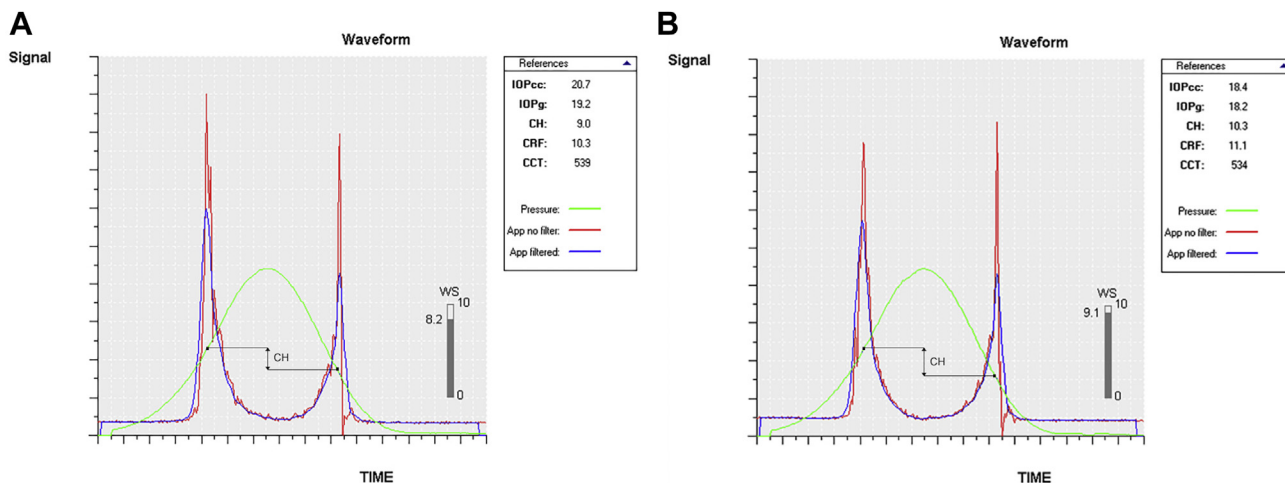 A
Waveform
Signal
References
IOPcc: 20.7
IOPg: 19.2
CH: 9.0
CRF: 10.3
CCT: 539
Pressure:
App no filter:
App filtered:
WS
10
8.2
CH
0
TIME
B
Waveform
Signal
References
IOPcc: 18.4
IOPg: 18.2
CH: 10.3
CRF: 11.1
CCT: 534
Pressure:
App no filter:
App filtered:
WS
10
9.1
CH
0
TIME